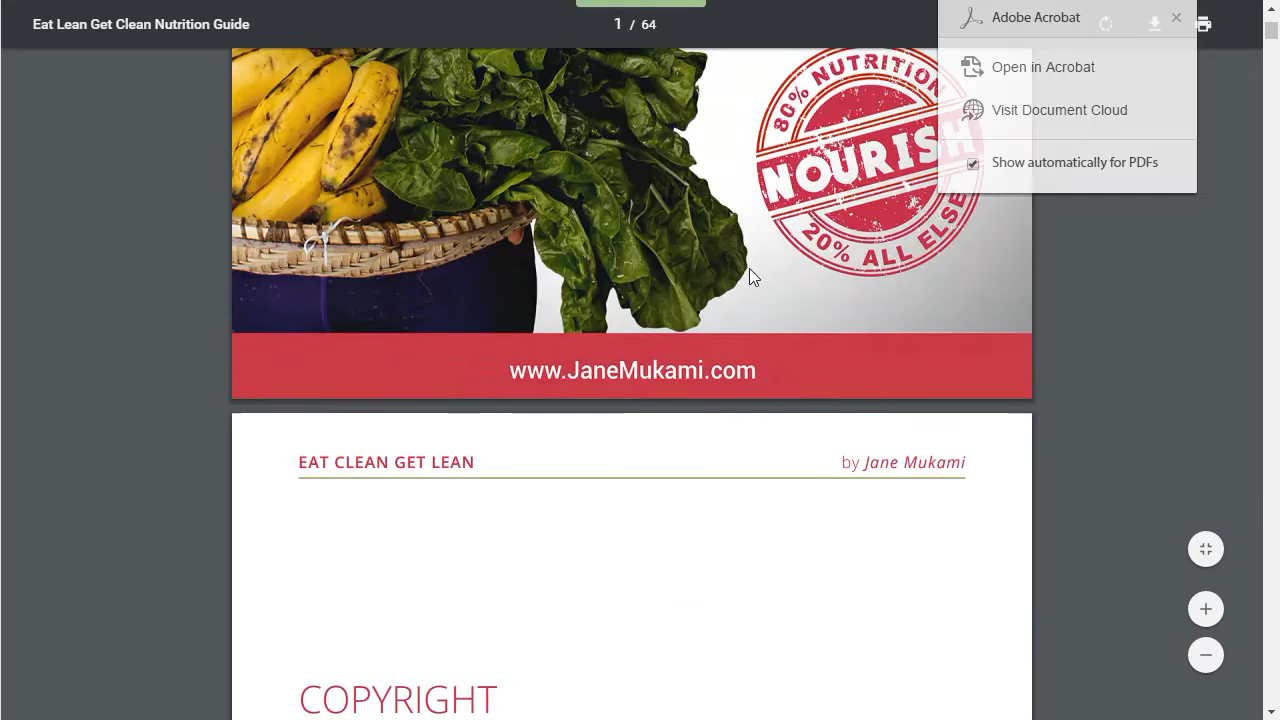 Eat Lean Get Clean Nutrition Guide
1 / 64
Adobe Acrobat
Open in Acrobat
Visit Document Cloud
Show automatically for PDFs
80% NUTRITION
NOURISH
20% ALL ELSE
www.JaneMukami.com
EAT CLEAN GET LEAN
by Jane Mukami
COPYRIGHT